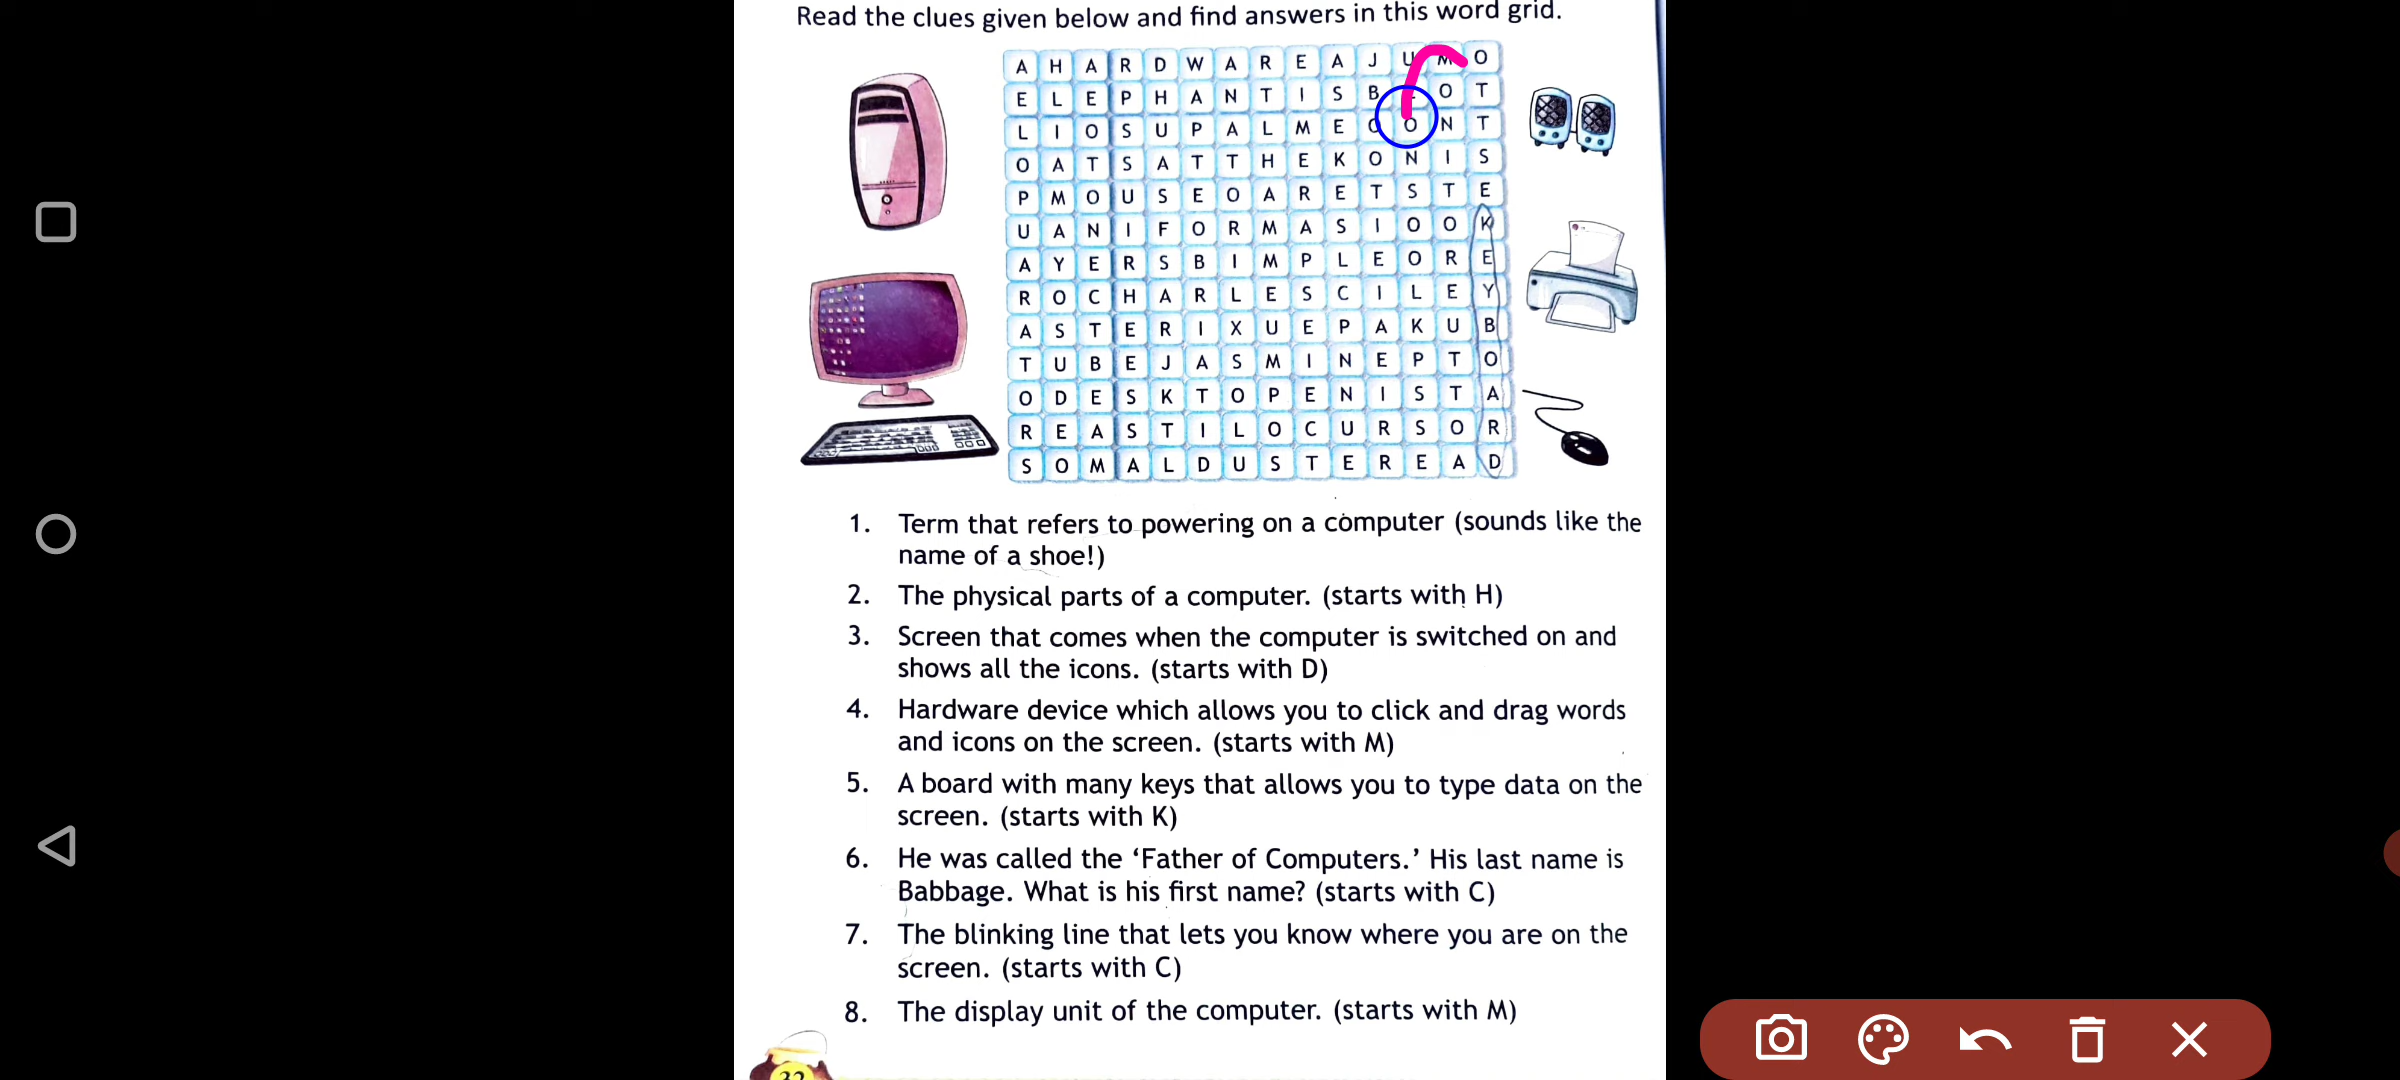 Read the clues given below and find answers in this word grid.
A H A R D W A R E A J U M O
E L E P H A N T I S B O T
L I O S U P A L M E O N T
O A T S A T T H E K O N I S
P M O U S E O A R E T S T E
U A N I F O R M A S I O O K
A Y E R S B I M P L E O R E
R O C H A R L E S C I L E Y
A S T E R I X U E P A K U B
T U B E J A S M I N E P T O
O D E S K T O P E N I S T A
R E A S T I L O C U R S O R
S O M A L D U S T E R E A D
1. Term that refers to powering on a computer (sounds like the
name of a shoe!)
2. The physical parts of a computer. (starts with H)
3. Screen that comes when the computer is switched on and
shows all the icons. (starts with D)
4. Hardware device which allows you to click and drag words
and icons on the screen. (starts with M)
5. A board with many keys that allows you to type data on the
screen. (starts with K)
6. He was called the ‘Father of Computers.’ His last name is
Babbage. What is his first name? (starts with C)
7. The blinking line that lets you know where you are on the
screen. (starts with C)
8. The display unit of the computer. (starts with M)
32